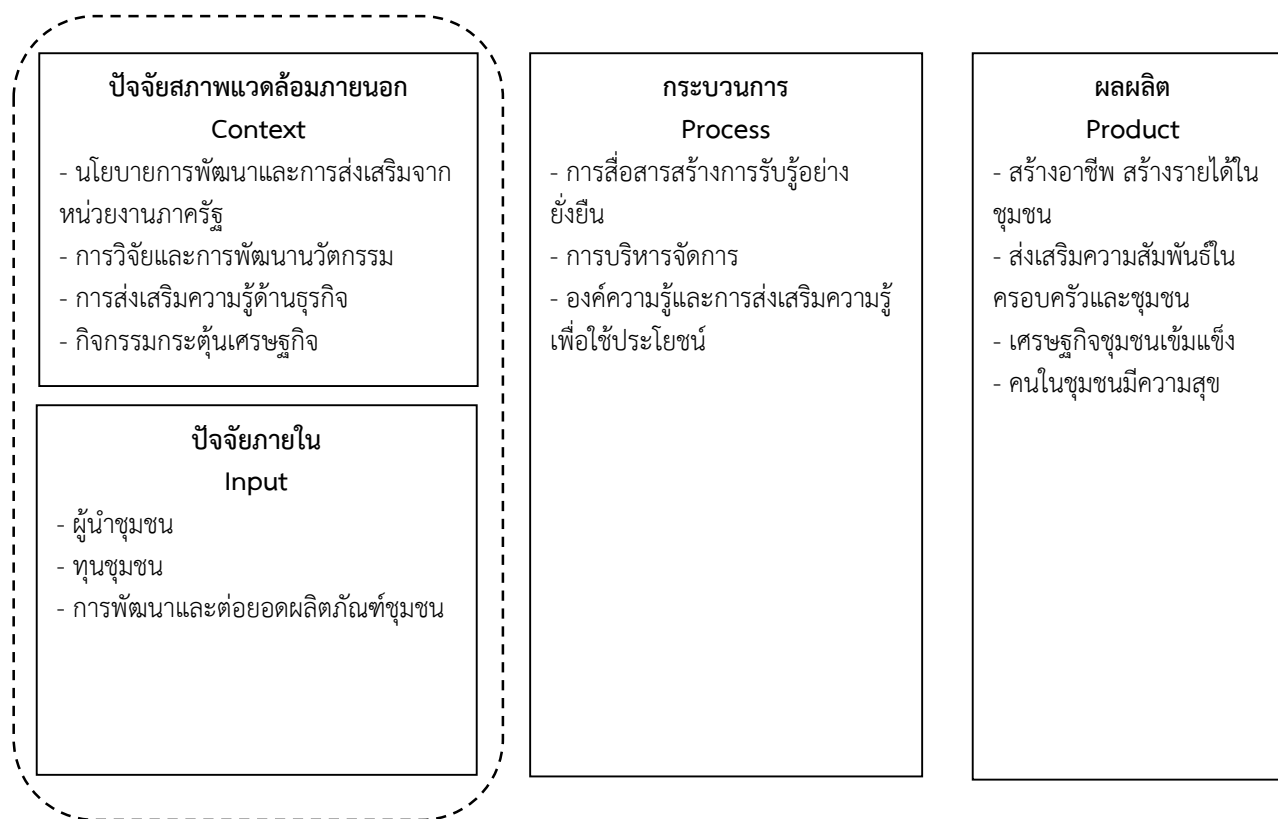 ปัจจัยสภาพแวดล้อมภายนอก
Context
- นโยบายการพัฒนาและการส่งเสริมจาก
หน่วยงานภาครัฐ
- การวิจัยและการพัฒนานวัตกรรม
- การส่งเสริมความรู้ด้านธุรกิจ
- กิจกรรมกระตุ้นเศรษฐกิจ
ปัจจัยภายใน
Input
- ผู้นำชุมชน
- ทุนชุมชน
- การพัฒนาและต่อยอดผลิตภัณฑ์ชุมชน
กระบวนการ
Process
- การสื่อสารสร้างการรับรู้อย่าง
ยั่งยืน
- การบริหารจัดการ
- องค์ความรู้และการส่งเสริมความรู้
เพื่อใช้ประโยชน์
ผลผลิต
Product
- สร้างอาชีพ สร้างรายได้ใน
ชุมชน
- ส่งเสริมความสัมพันธ์ใน
ครอบครัวและชุมชน
- เศรษฐกิจชุมชนเข้มแข็ง
- คนในชุมชนมีความสุข